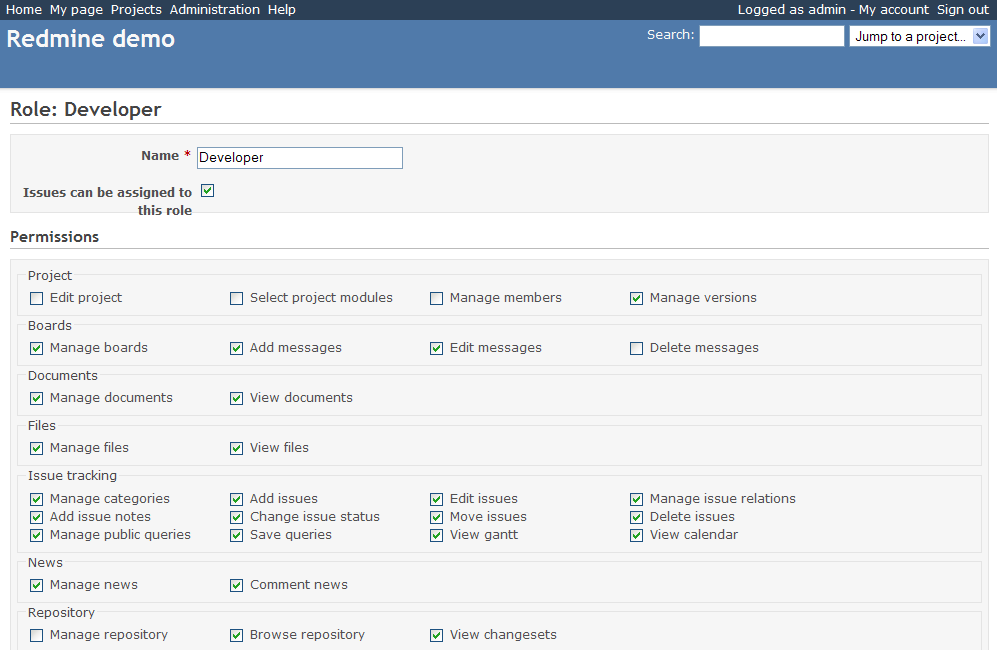 Home My page Projects Administration Help Logged as admin - My account Sign out
Redmine demo Search: Jump to a project...
Role: Developer
Name * Developer
Issues can be assigned to
this role
Permissions
Project
Edit project Select project modules Manage members Manage versions
Boards
Manage boards Add messages Edit messages Delete messages
Documents
Manage documents View documents
Files
Manage files View files
Issue tracking
Manage categories Add issues Edit issues Manage issue relations
Add issue notes Change issue status Move issues Delete issues
Manage public queries Save queries View gantt View calendar
News
Manage news Comment news
Repository
Manage repository Browse repository View changesets